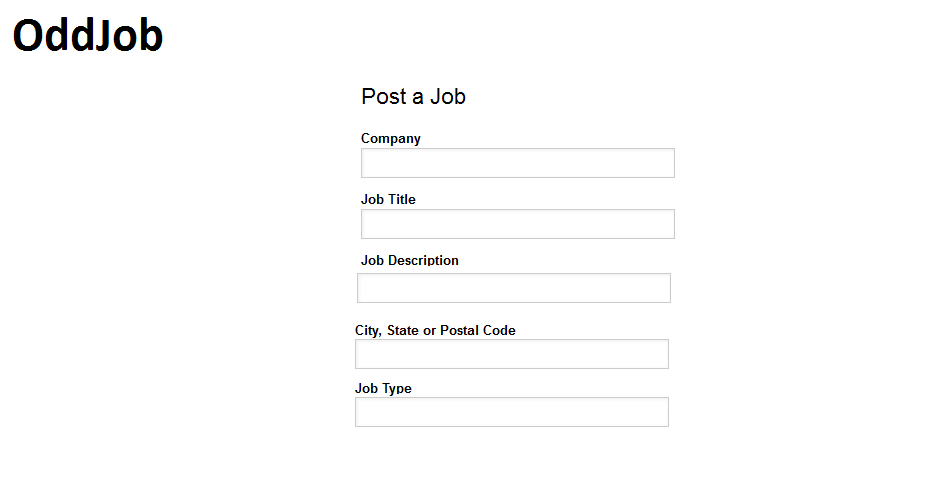 OddJob
Post a Job
Company
Job Title
Job Description
City, State or Postal Code
Job Type